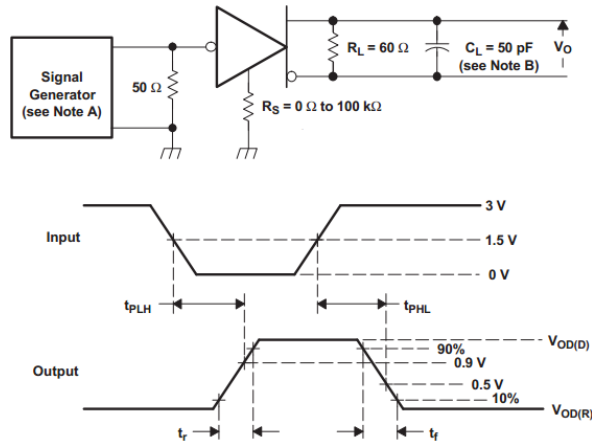 Signal
Generator
(see Note A)
50 Ω
R_S = 0 Ω to 100 kΩ
R_L = 60 Ω
C_L = 50 pF
(see Note B)
V_O
Input
3 V
1.5 V
0 V
t_PLH
t_PHL
Output
V_OD(D)
90%
0.9 V
0.5 V
10%
V_OD(R)
t_r
t_f